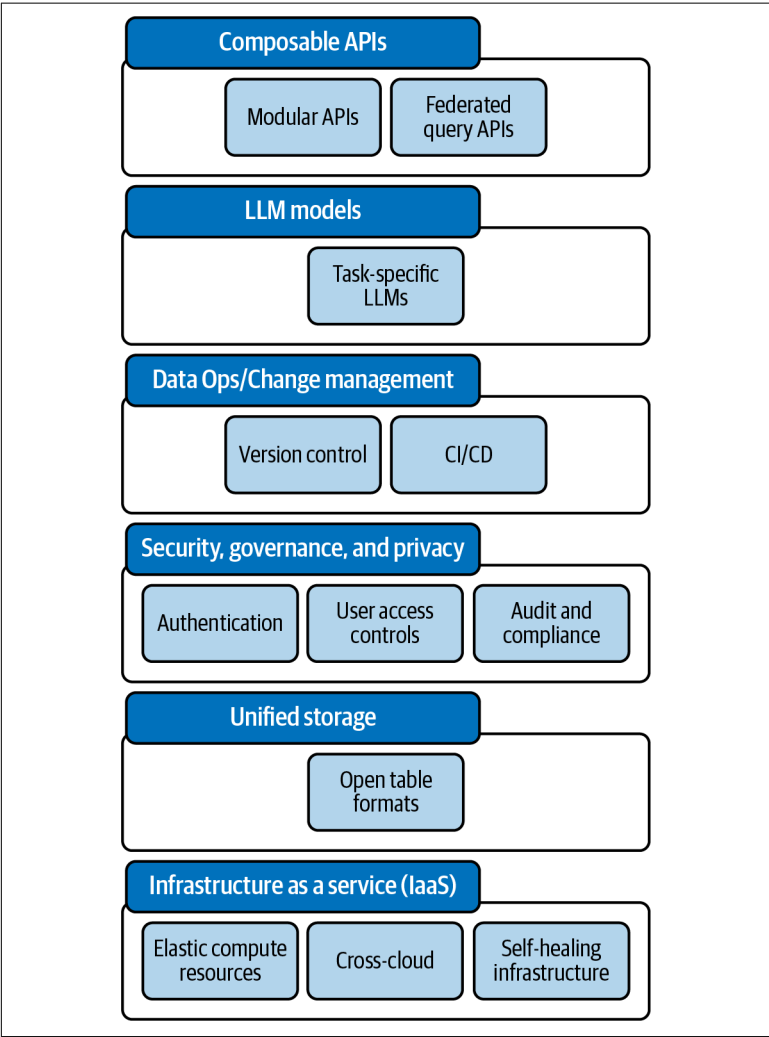 Composable APIs
Modular APIs
Federated
query APIs
LLM models
Task-specific
LLMs
Data Ops/Change management
Version control
CI/CD
Security, governance, and privacy
Authentication
User access
controls
Audit and
compliance
Unified storage
Open table
formats
Infrastructure as a service (IaaS)
Elastic compute
resources
Cross-cloud
Self-healing
infrastructure